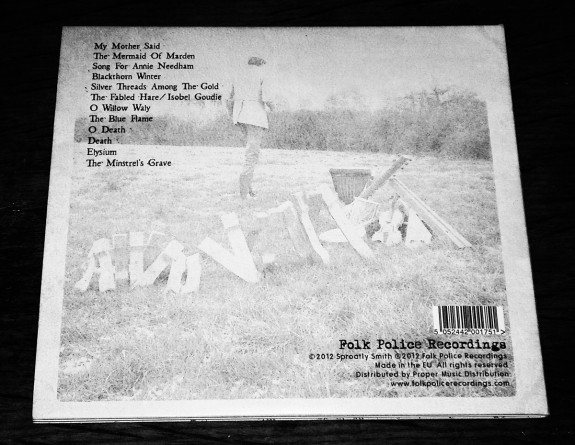 My Mother Said
The Mermaid Of Marden
Song For Annie Needham
Blackthorn Winter
Silver Threads Among The Gold
The Fabled Hare/ Isobel Goudie
O Willow Waly
The Blue Flame
O Death
Death
Elysium
The Minstrel's Grave
5 052442 001751 >
Folk Police Recordings
©2012 Sproatly Smith ℗2012 Folk Police Recordings
Made in the EU. All rights reserved.
Distributed by Proper Music Distribution
www.folkpolicerecordings.com